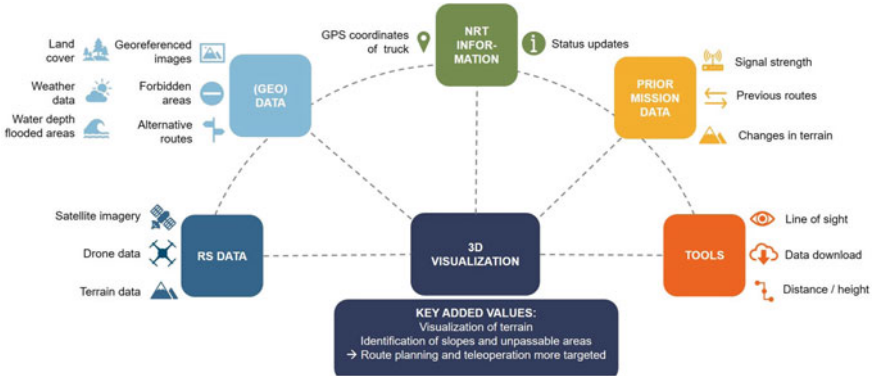 Land
cover
Georeferenced
images
Weather
data
Forbidden
areas
Water depth
flooded areas
Alternative
routes
(GEO)
DATA
GPS coordinates
of truck
NRT
INFOR-
MATION
Status updates
PRIOR
MISSION
DATA
Signal strength
Previous routes
Changes in terrain
Satellite imagery
Drone data
Terrain data
RS DATA
3D
VISUALIZATION
TOOLS
Line of sight
Data download
Distance / height
KEY ADDED VALUES:
Visualization of terrain
Identification of slopes and unpassable areas
→ Route planning and teleoperation more targeted